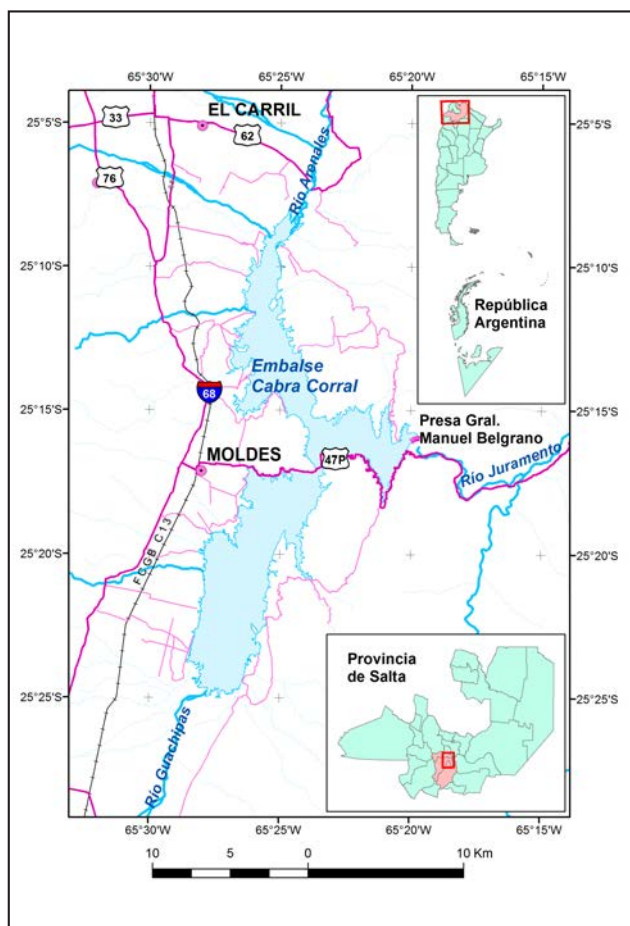 65°30'W 65°25'W 65°20'W 65°15'W
25°5'S
25°10'S
25°15'S
25°20'S
25°25'S
EL CARRIL
33
62
76
Río Arenales
Embalse
Cabra Corral
68
MOLDES
47P
Presa Gral.
Manuel Belgrano
Río Juramento
FCGB C13
Río Guachipas
República
Argentina
Provincia
de Salta
25°5'S
25°10'S
25°15'S
25°20'S
25°25'S
65°30'W 65°25'W 65°20'W 65°15'W
10 5 0 10 Km